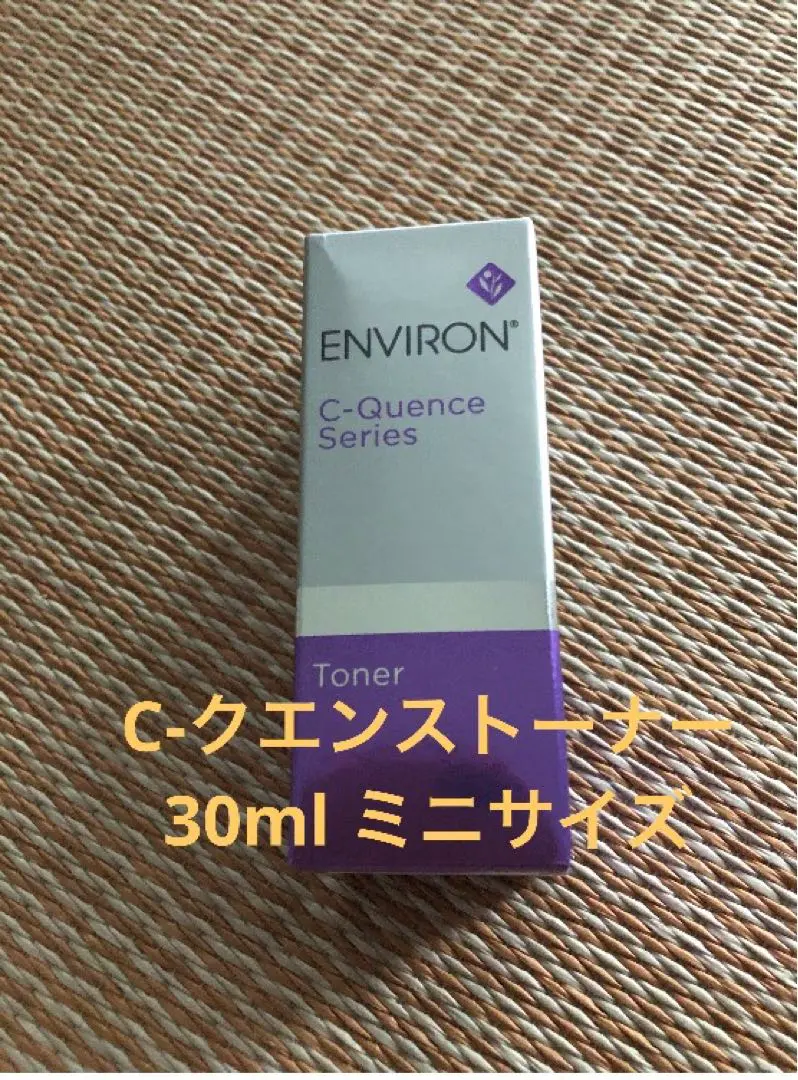 ENVIRON®
C-Quence
Series
Toner
C-クエンストーナー
30ml ミニサイズ